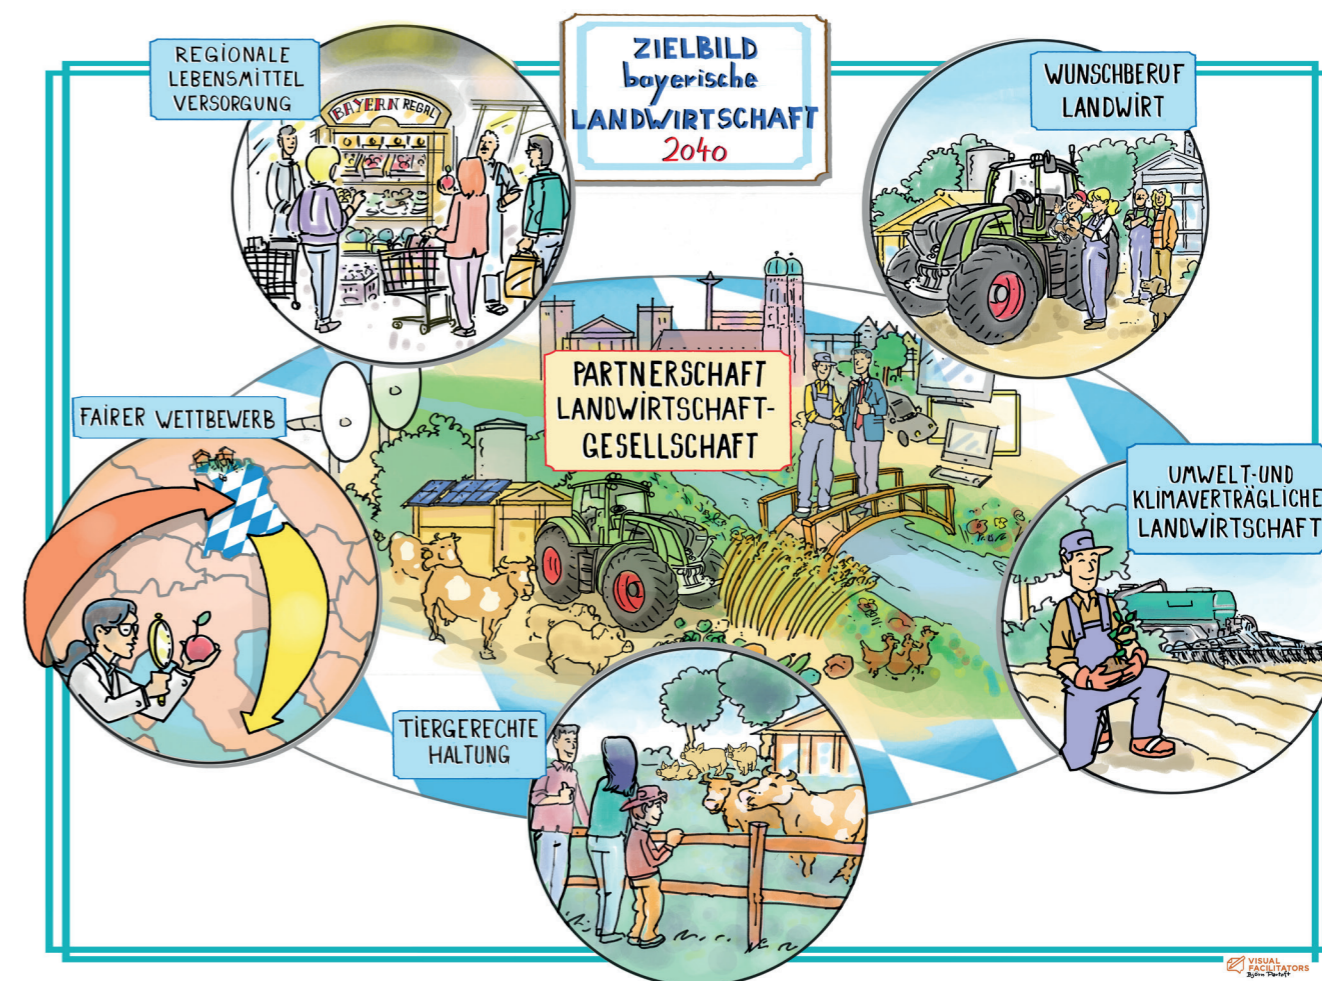 ZIELBILD
bayerische
LANDWIRTSCHAFT
2040
REGIONALE
LEBENSMITTEL
VERSORGUNG
BAYERN REGAL
WUNSCHBERUF
LANDWIRT
PARTNERSCHAFT
LANDWIRTSCHAFT-
GESELLSCHAFT
FAIRER WETTBEWERB
UMWELT-UND
KLIMAVERTRÄGLICHE
LANDWIRTSCHAFT
TIERGERECHTE
HALTUNG
VISUAL
FACILITATORS